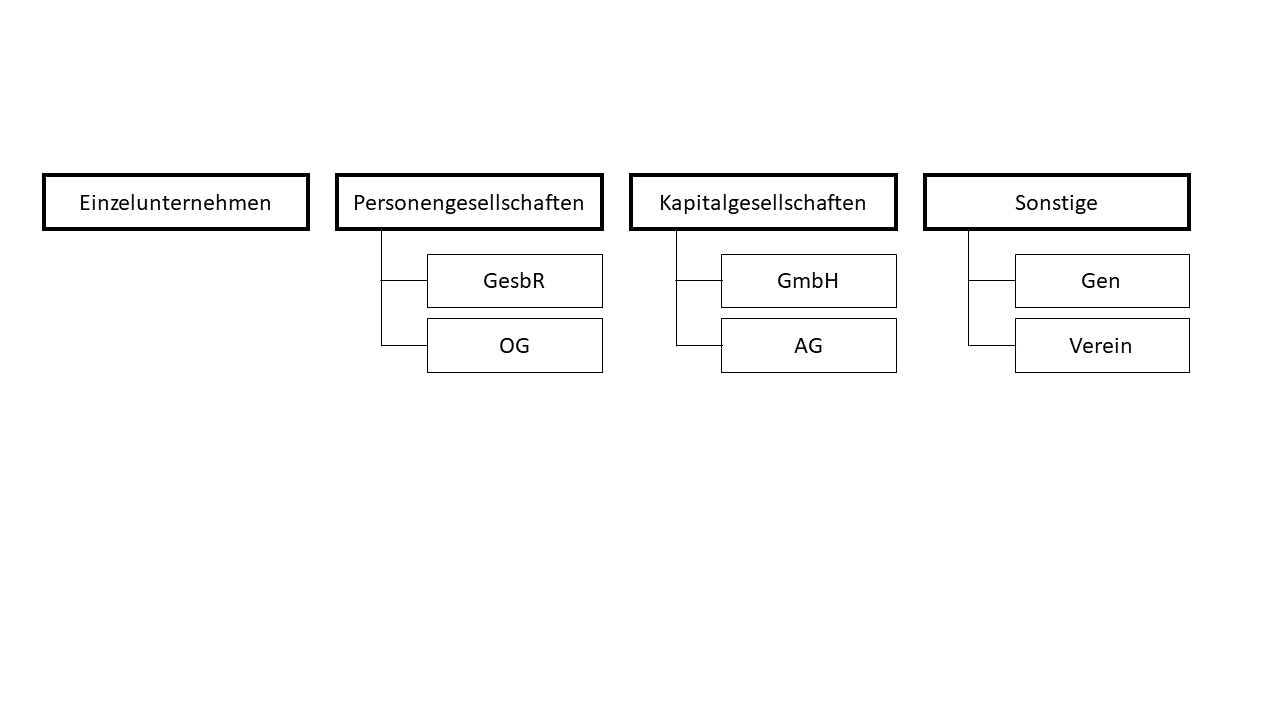 Einzelunternehmen
Personengesellschaften
GesbR
OG
Kapitalgesellschaften
GmbH
AG
Sonstige
Gen
Verein